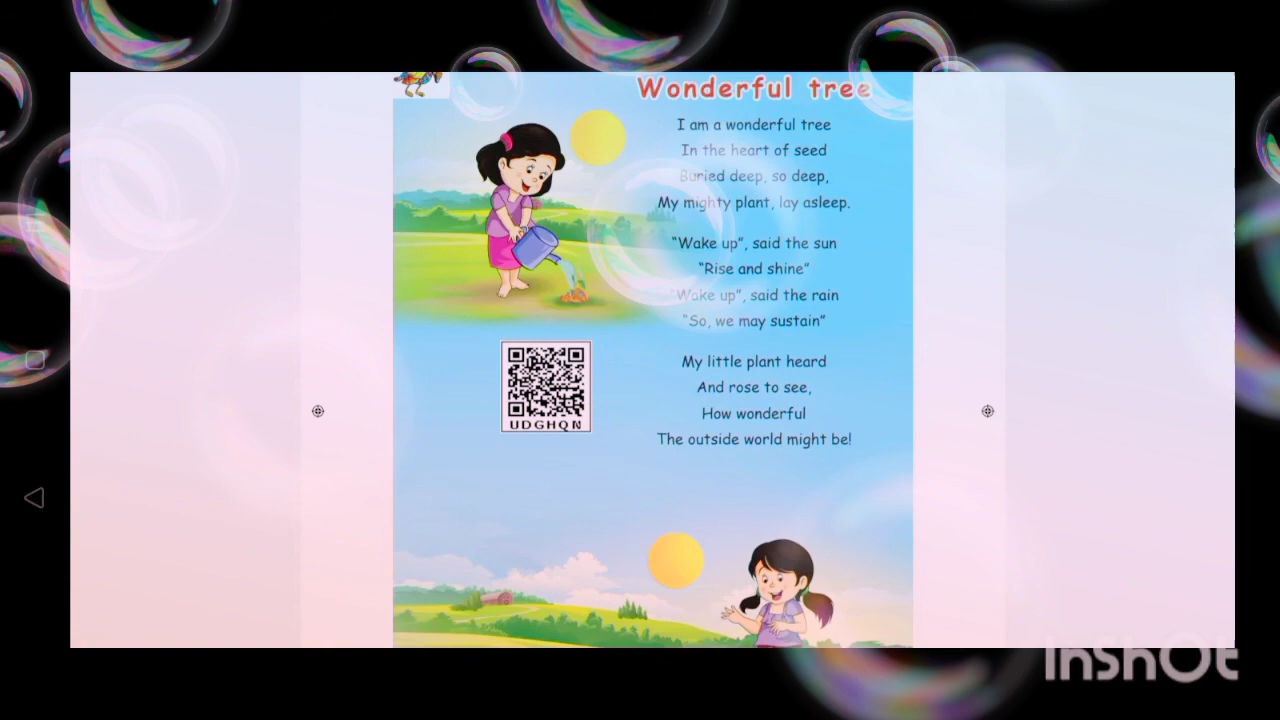 Wonderful tree
I am a wonderful tree
In the heart of seed
Buried deep, so deep,
My mighty plant, lay asleep.
“Wake up”, said the sun
“Rise and shine”
“Wake up”, said the rain
“So, we may sustain”
My little plant heard
And rose to see,
How wonderful
The outside world might be!
UDGHQN
InShOt